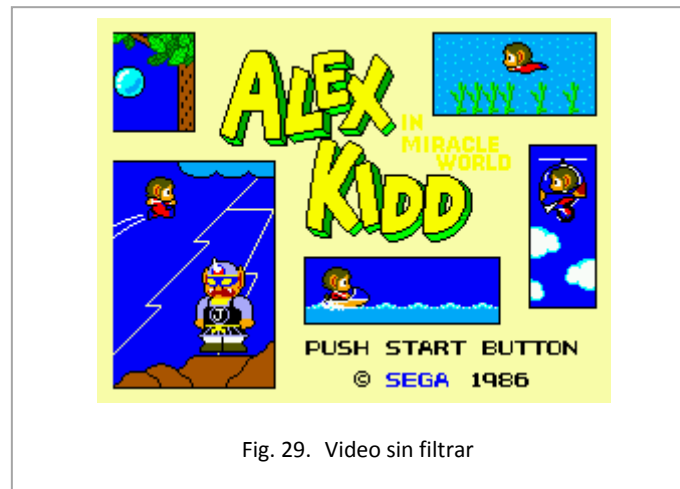 ALEX
KIDD
IN
MIRACLE
WORLD
PUSH START BUTTON
© SEGA 1986
Fig. 29. Video sin filtrar